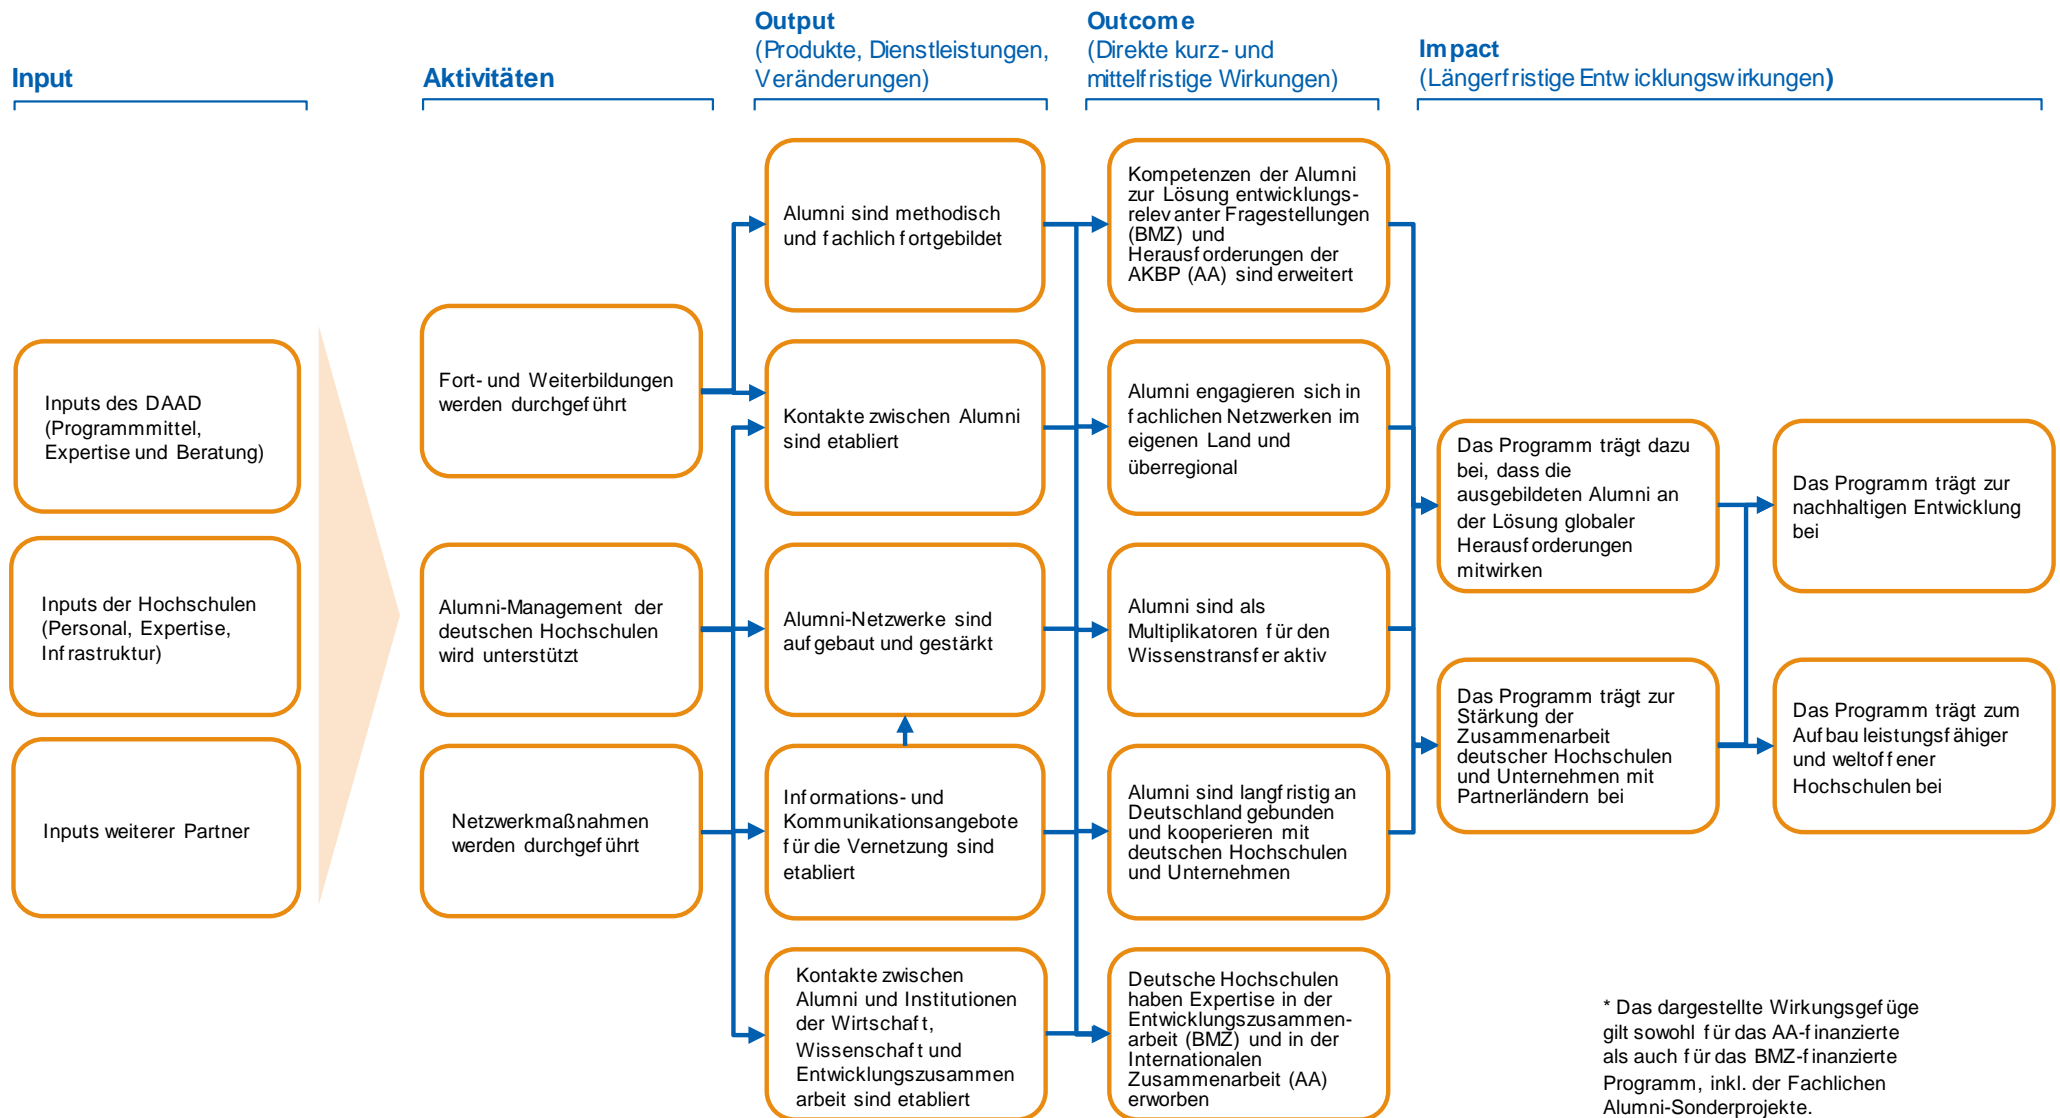 Input
Aktivitäten
Output
(Produkte, Dienstleistungen,
Veränderungen)
Outcome
(Direkte kurz- und
mittelfristige Wirkungen)
Impact
(Längerfristige Entwicklungswirkungen)
Inputs des DAAD
(Programmmittel,
Expertise und Beratung)
Inputs der Hochschulen
(Personal, Expertise,
Infrastruktur)
Inputs weiterer Partner
Fort- und Weiterbildungen
werden durchgeführt
Alumni-Management der
deutschen Hochschulen
wird unterstützt
Netzwerkmaßnahmen
werden durchgeführt
Alumni sind methodisch
und fachlich fortgebildet
Kontakte zwischen Alumni
sind etabliert
Alumni-Netzwerke sind
aufgebaut und gestärkt
Informations- und
Kommunikationsangebote
für die Vernetzung sind
etabliert
Kontakte zwischen
Alumni und Institutionen
der Wirtschaft,
Wissenschaft und
Entwicklungszusammen
arbeit sind etabliert
Kompetenzen der Alumni
zur Lösung entwicklungs-
relevanter Fragestellungen
(BMZ) und
Herausforderungen der
AKBP (AA) sind erweitert
Alumni engagieren sich in
fachlichen Netzwerken im
eigenen Land und
überregional
Alumni sind als
Multiplikatoren für den
Wissenstransfer aktiv
Alumni sind langfristig an
Deutschland gebunden
und kooperieren mit
deutschen Hochschulen
und Unternehmen
Deutsche Hochschulen
haben Expertise in der
Entwicklungszusammen-
arbeit (BMZ) und in der
Internationalen
Zusammenarbeit (AA)
erworben
Das Programm trägt dazu
bei, dass die
ausgebildeten Alumni an
der Lösung globaler
Herausforderungen
mitwirken
Das Programm trägt zur
Stärkung der
Zusammenarbeit
deutscher Hochschulen
und Unternehmen mit
Partnerländern bei
Das Programm trägt zur
nachhaltigen Entwicklung
bei
Das Programm trägt zum
Aufbau leistungsfähiger
und weltoffener
Hochschulen bei
* Das dargestellte Wirkungsgefüge
gilt sowohl für das AA-finanzierte
als auch für das BMZ-finanzierte
Programm, inkl. der Fachlichen
Alumni-Sonderprojekte.